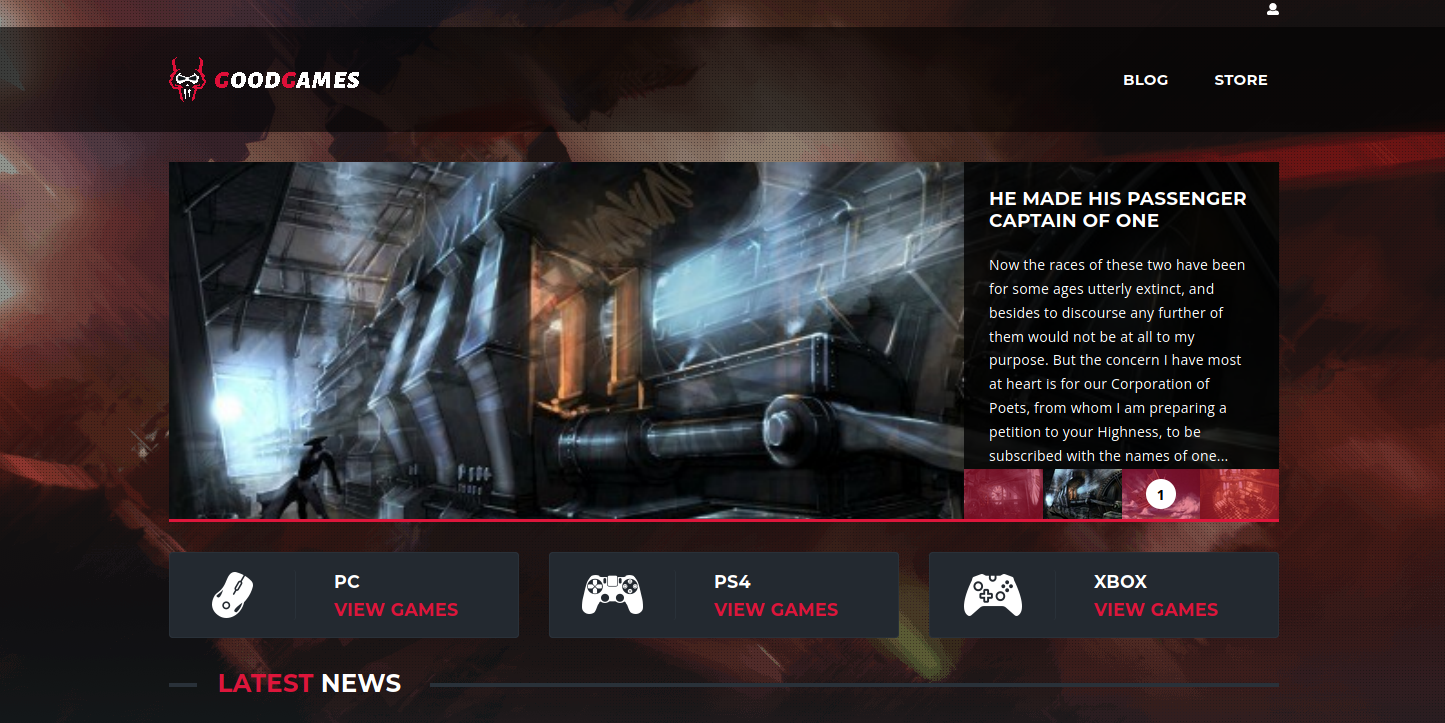 GOODGAMES
BLOG
STORE
HE MADE HIS PASSENGER
CAPTAIN OF ONE
Now the races of these two have been
for some ages utterly extinct, and
besides to discourse any further of
them would not be at all to my
purpose. But the concern I have most
at heart is for our Corporation of
Poets, from whom I am preparing a
petition to your Highness, to be
subscribed with the names of one...
1
PC
VIEW GAMES
PS4
VIEW GAMES
XBOX
VIEW GAMES
LATEST NEWS